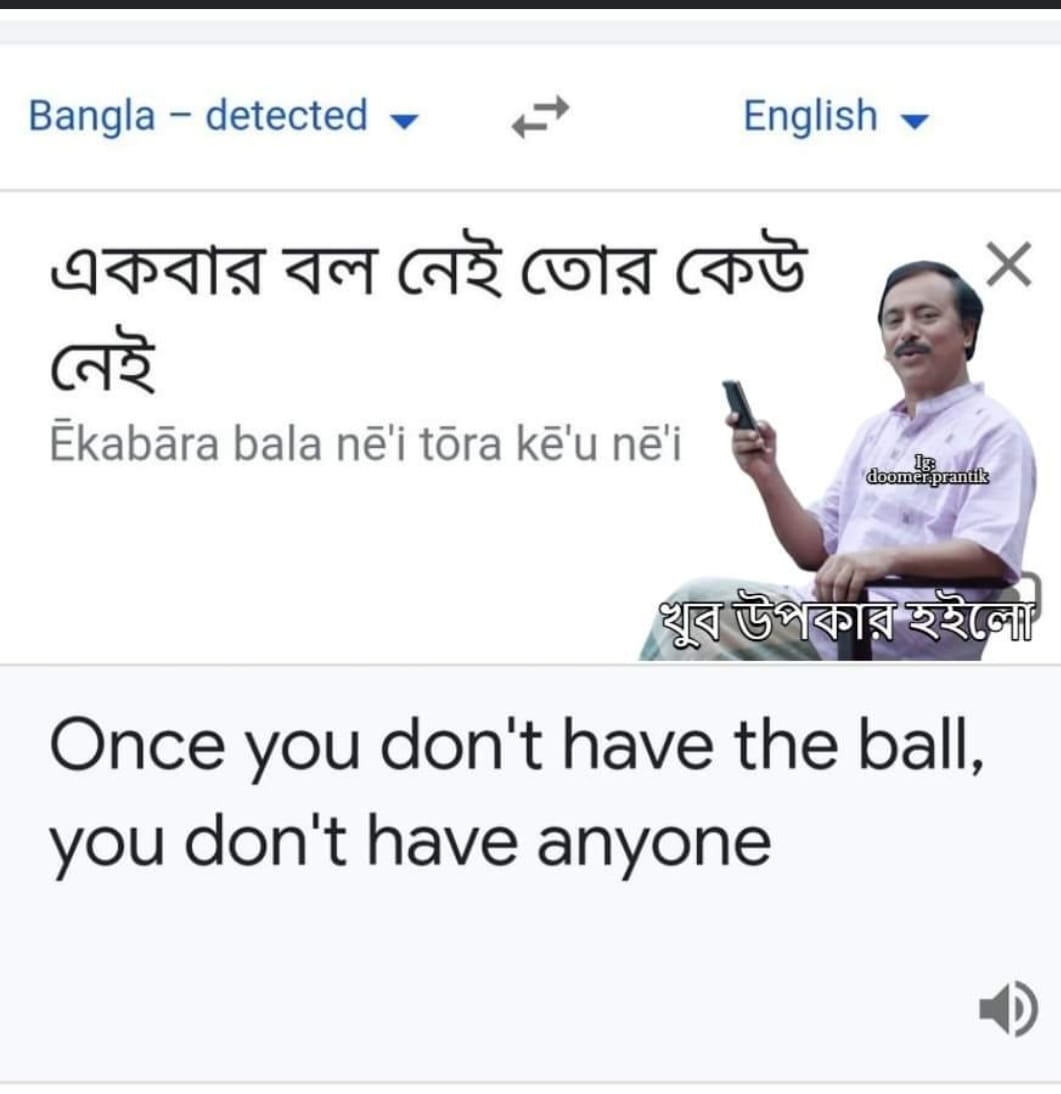 Bangla – detected English
একবার বল নেই তোর কেউ
নেই
Ēkabāra bala nē'i tōra kē'u nē'i
Ig:
doomer.prantik
খুব উপকার হইলো
Once you don't have the ball,
you don't have anyone